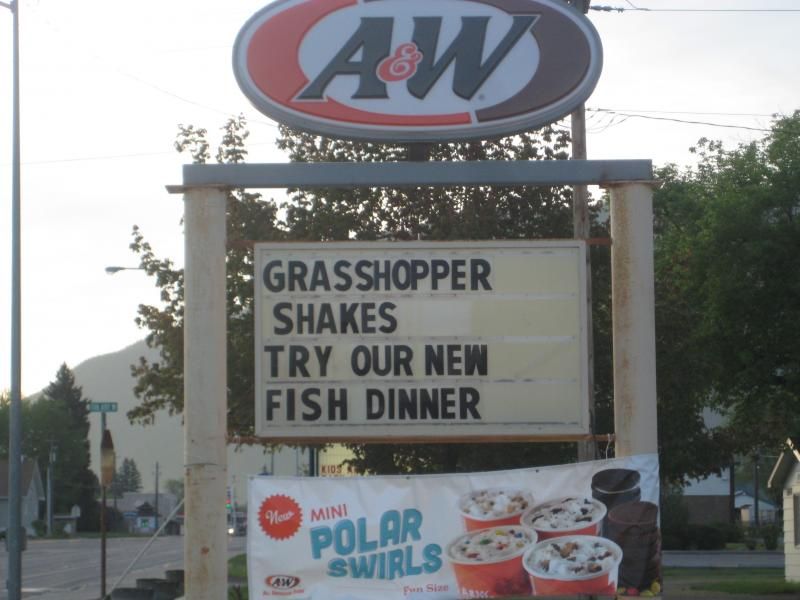 A&W
GRASSHOPPER
SHAKES
TRY OUR NEW
FISH DINNER
KIDS
New
MINI
POLAR
SWIRLS
Fun Size
A&W